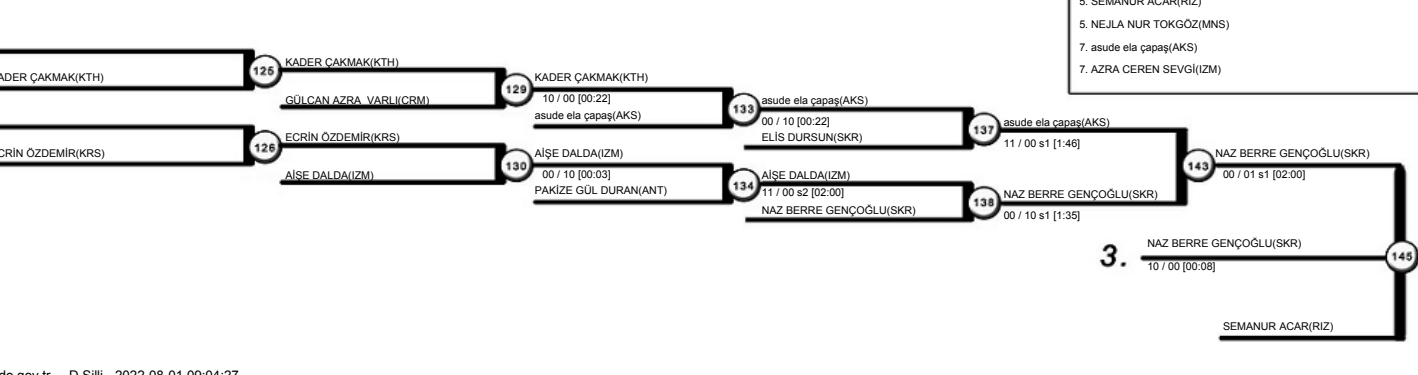 5. SEMANUR ACAR(RIZ)
5. NEJLA NUR TOKGÖZ(MNS)
7. asude ela çapaş(AKS)
7. AZRA CEREN SEVGİ(IZM)
ADER ÇAKMAK(KTH)
125
KADER ÇAKMAK(KTH)
GÜLCAN AZRA VARLI(CRM)
129
KADER ÇAKMAK(KTH)
10 / 00 [00:22]
asude ela çapaş(AKS)
133
asude ela çapaş(AKS)
00 / 10 [00:22]
ELİS DURSUN(SKR)
137
asude ela çapaş(AKS)
11 / 00 s1 [1:46]
CRİN ÖZDEMİR(KRS)
126
ECRİN ÖZDEMİR(KRS)
AİŞE DALDA(IZM)
130
AİŞE DALDA(IZM)
00 / 10 [00:03]
PAKİZE GÜL DURAN(ANT)
134
AİŞE DALDA(IZM)
11 / 00 s2 [02:00]
NAZ BERRE GENÇOĞLU(SKR)
138
NAZ BERRE GENÇOĞLU(SKR)
00 / 10 s1 [1:35]
143
NAZ BERRE GENÇOĞLU(SKR)
00 / 01 s1 [02:00]
3.
NAZ BERRE GENÇOĞLU(SKR)
10 / 00 [00:08]
145
SEMANUR ACAR(RIZ)